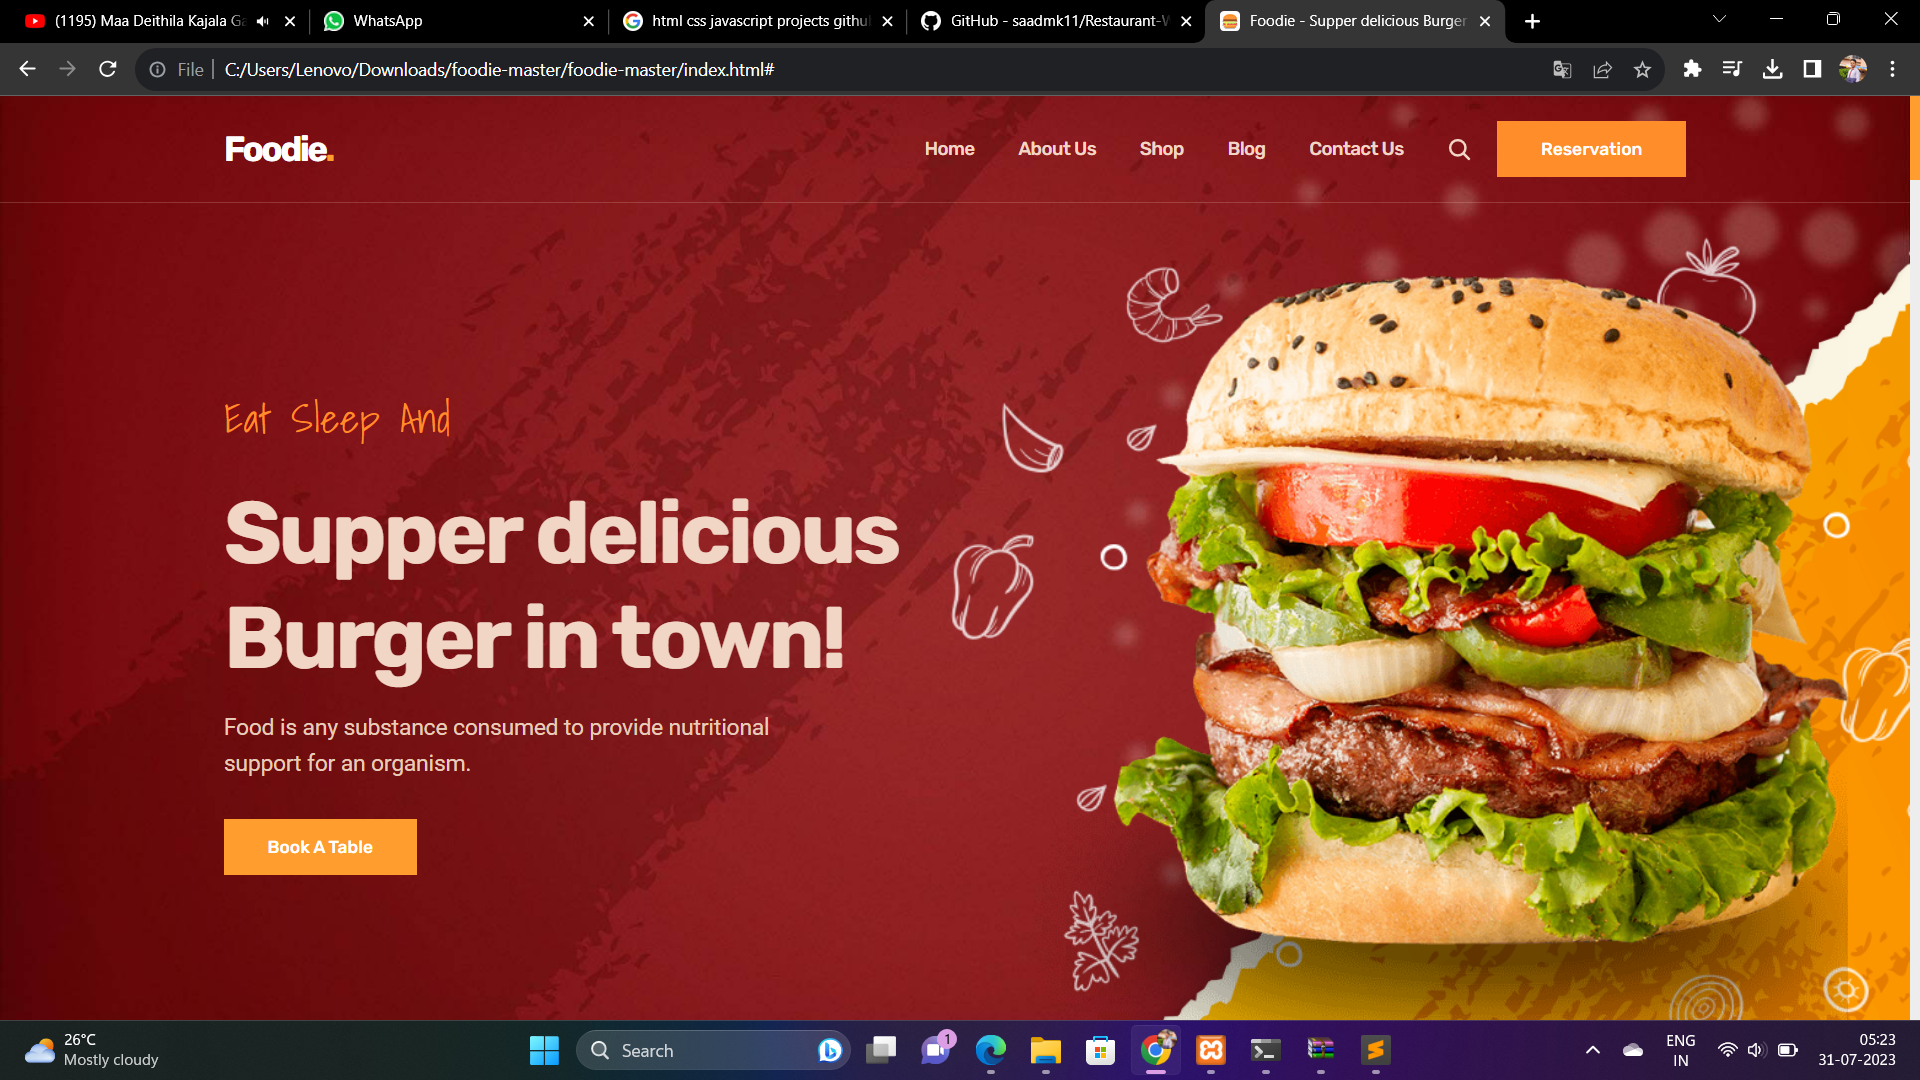 (1195) Maa Deithila Kajala Ga
WhatsApp
html css javascript projects githu
GitHub - saadmk11/Restaurant-W
Foodie - Supper delicious Burger
File
C:/Users/Lenovo/Downloads/foodie-master/foodie-master/index.html#
Foodie.
Home
About Us
Shop
Blog
Contact Us
Reservation
Eat Sleep And
Supper delicious
Burger in town!
Food is any substance consumed to provide nutritional
support for an organism.
Book A Table
26°C
Mostly cloudy
Search
1
ENG
IN
05:23
31-07-2023